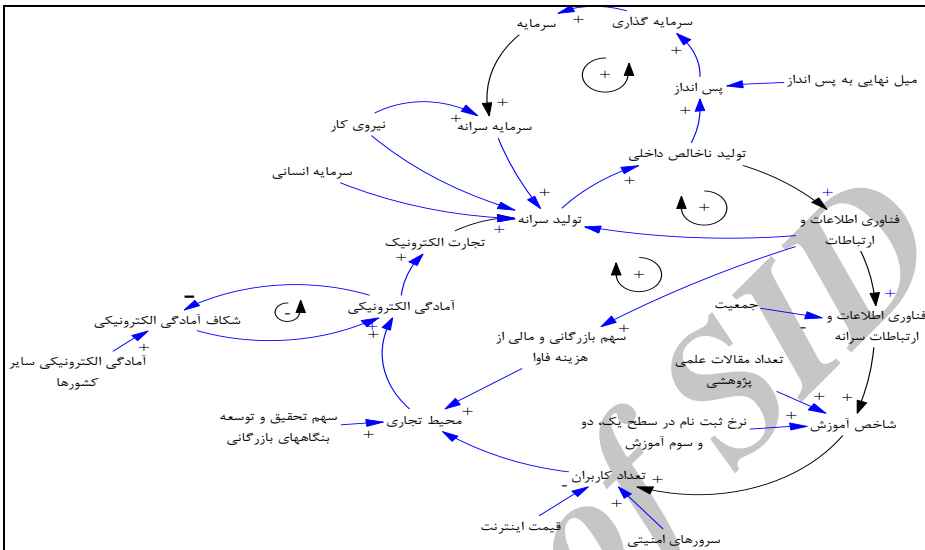 سرمایه گذاری
سرمایه
میل نهایی به پس انداز
پس انداز
نیروی کار
سرمایه سرانه
تولید ناخالص داخلی
سرمایه انسانی
تولید سرانه
فناوری اطلاعات و
ارتباطات
تجارت الکترونیک
آمادگی الکترونیکی
شکاف آمادگی الکترونیکی
آمادگی الکترونیکی سایر
کشورها
جمعیت
فناوری اطلاعات و
ارتباطات سرانه
سهم بازرگانی و مالی از
هزینه فاوا
تعداد مقالات علمی
پژوهشی
شاخص آموزش
نرخ ثبت نام در سطح یک، دو
و سوم آموزش
محیط تجاری
سهم تحقیق و توسعه
بنگاههای بازرگانی
تعداد کاربران
قیمت اینترنت
سرورهای امنیتی
of SID